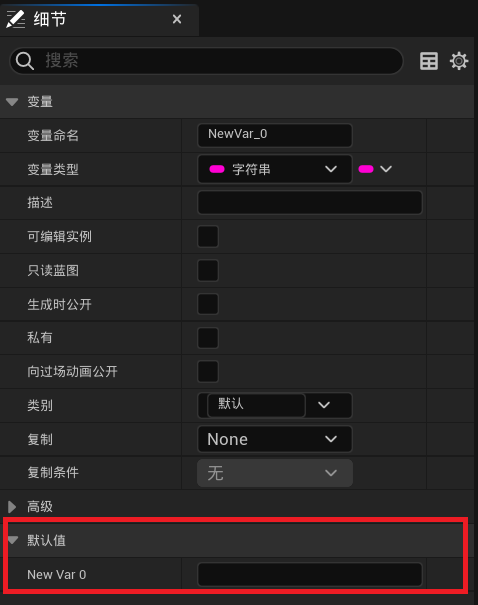 细节
搜索
变量
变量命名 NewVar_0
变量类型 字符串
描述
可编辑实例
只读蓝图
生成时公开
私有
向过场动画公开
类别 默认
复制 None
复制条件 无
高级
默认值
New Var 0